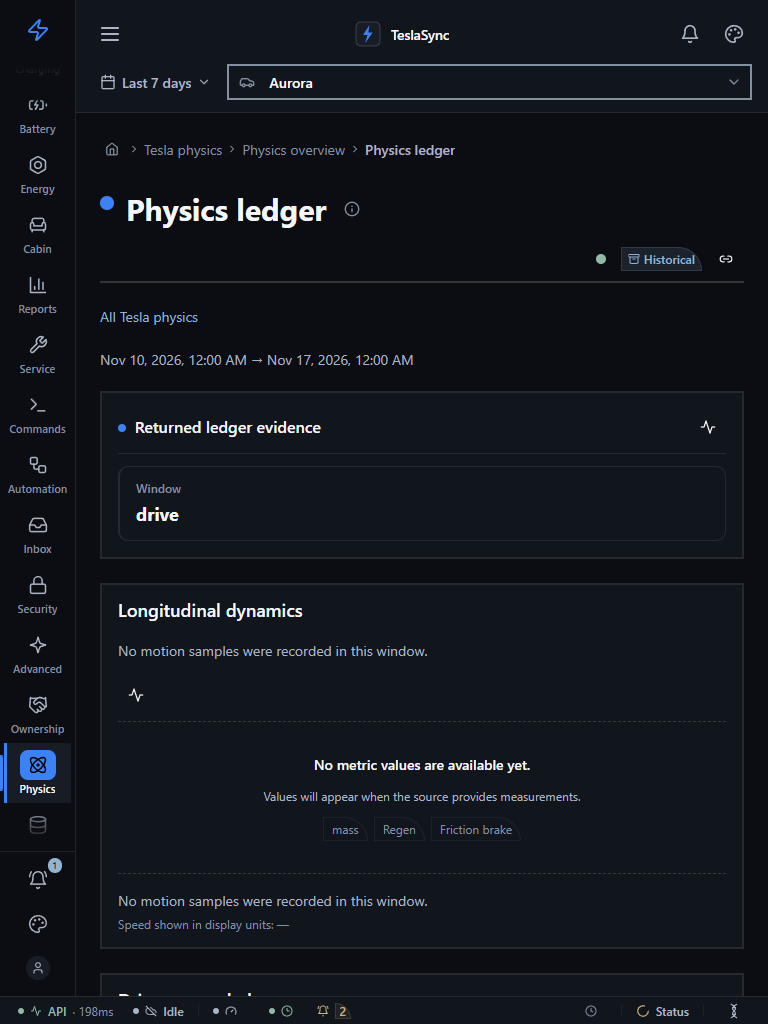 TeslaSync
Last 7 days
Aurora
Charging
Battery
Energy
Cabin
Reports
Service
Commands
Automation
Inbox
Security
Advanced
Ownership
Physics
1
Tesla physics
Physics overview
Physics ledger
Physics ledger
Historical
All Tesla physics
Nov 10, 2026, 12:00 AM → Nov 17, 2026, 12:00 AM
Returned ledger evidence
Window
drive
Longitudinal dynamics
No motion samples were recorded in this window.
No metric values are available yet.
Values will appear when the source provides measurements.
mass
Regen
Friction brake
No motion samples were recorded in this window.
Speed shown in display units: —
API · 198ms
Idle
2
Status